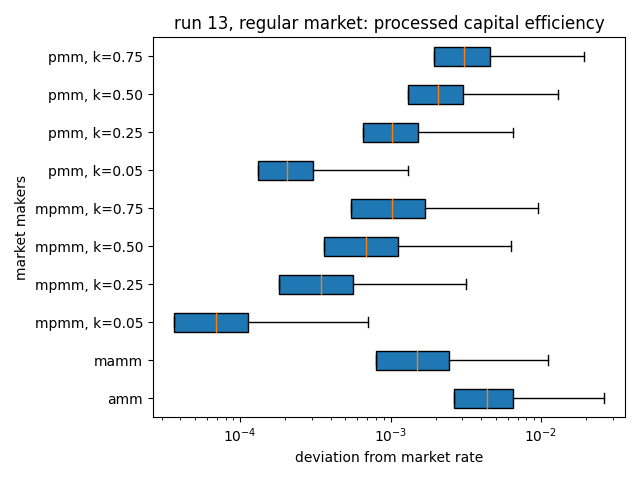 run 13, regular market: processed capital efficiency
market makers
pmm, k=0.75
pmm, k=0.50
pmm, k=0.25
pmm, k=0.05
mpmm, k=0.75
mpmm, k=0.50
mpmm, k=0.25
mpmm, k=0.05
mamm
amm
10⁻⁴ 10⁻³ 10⁻²
deviation from market rate